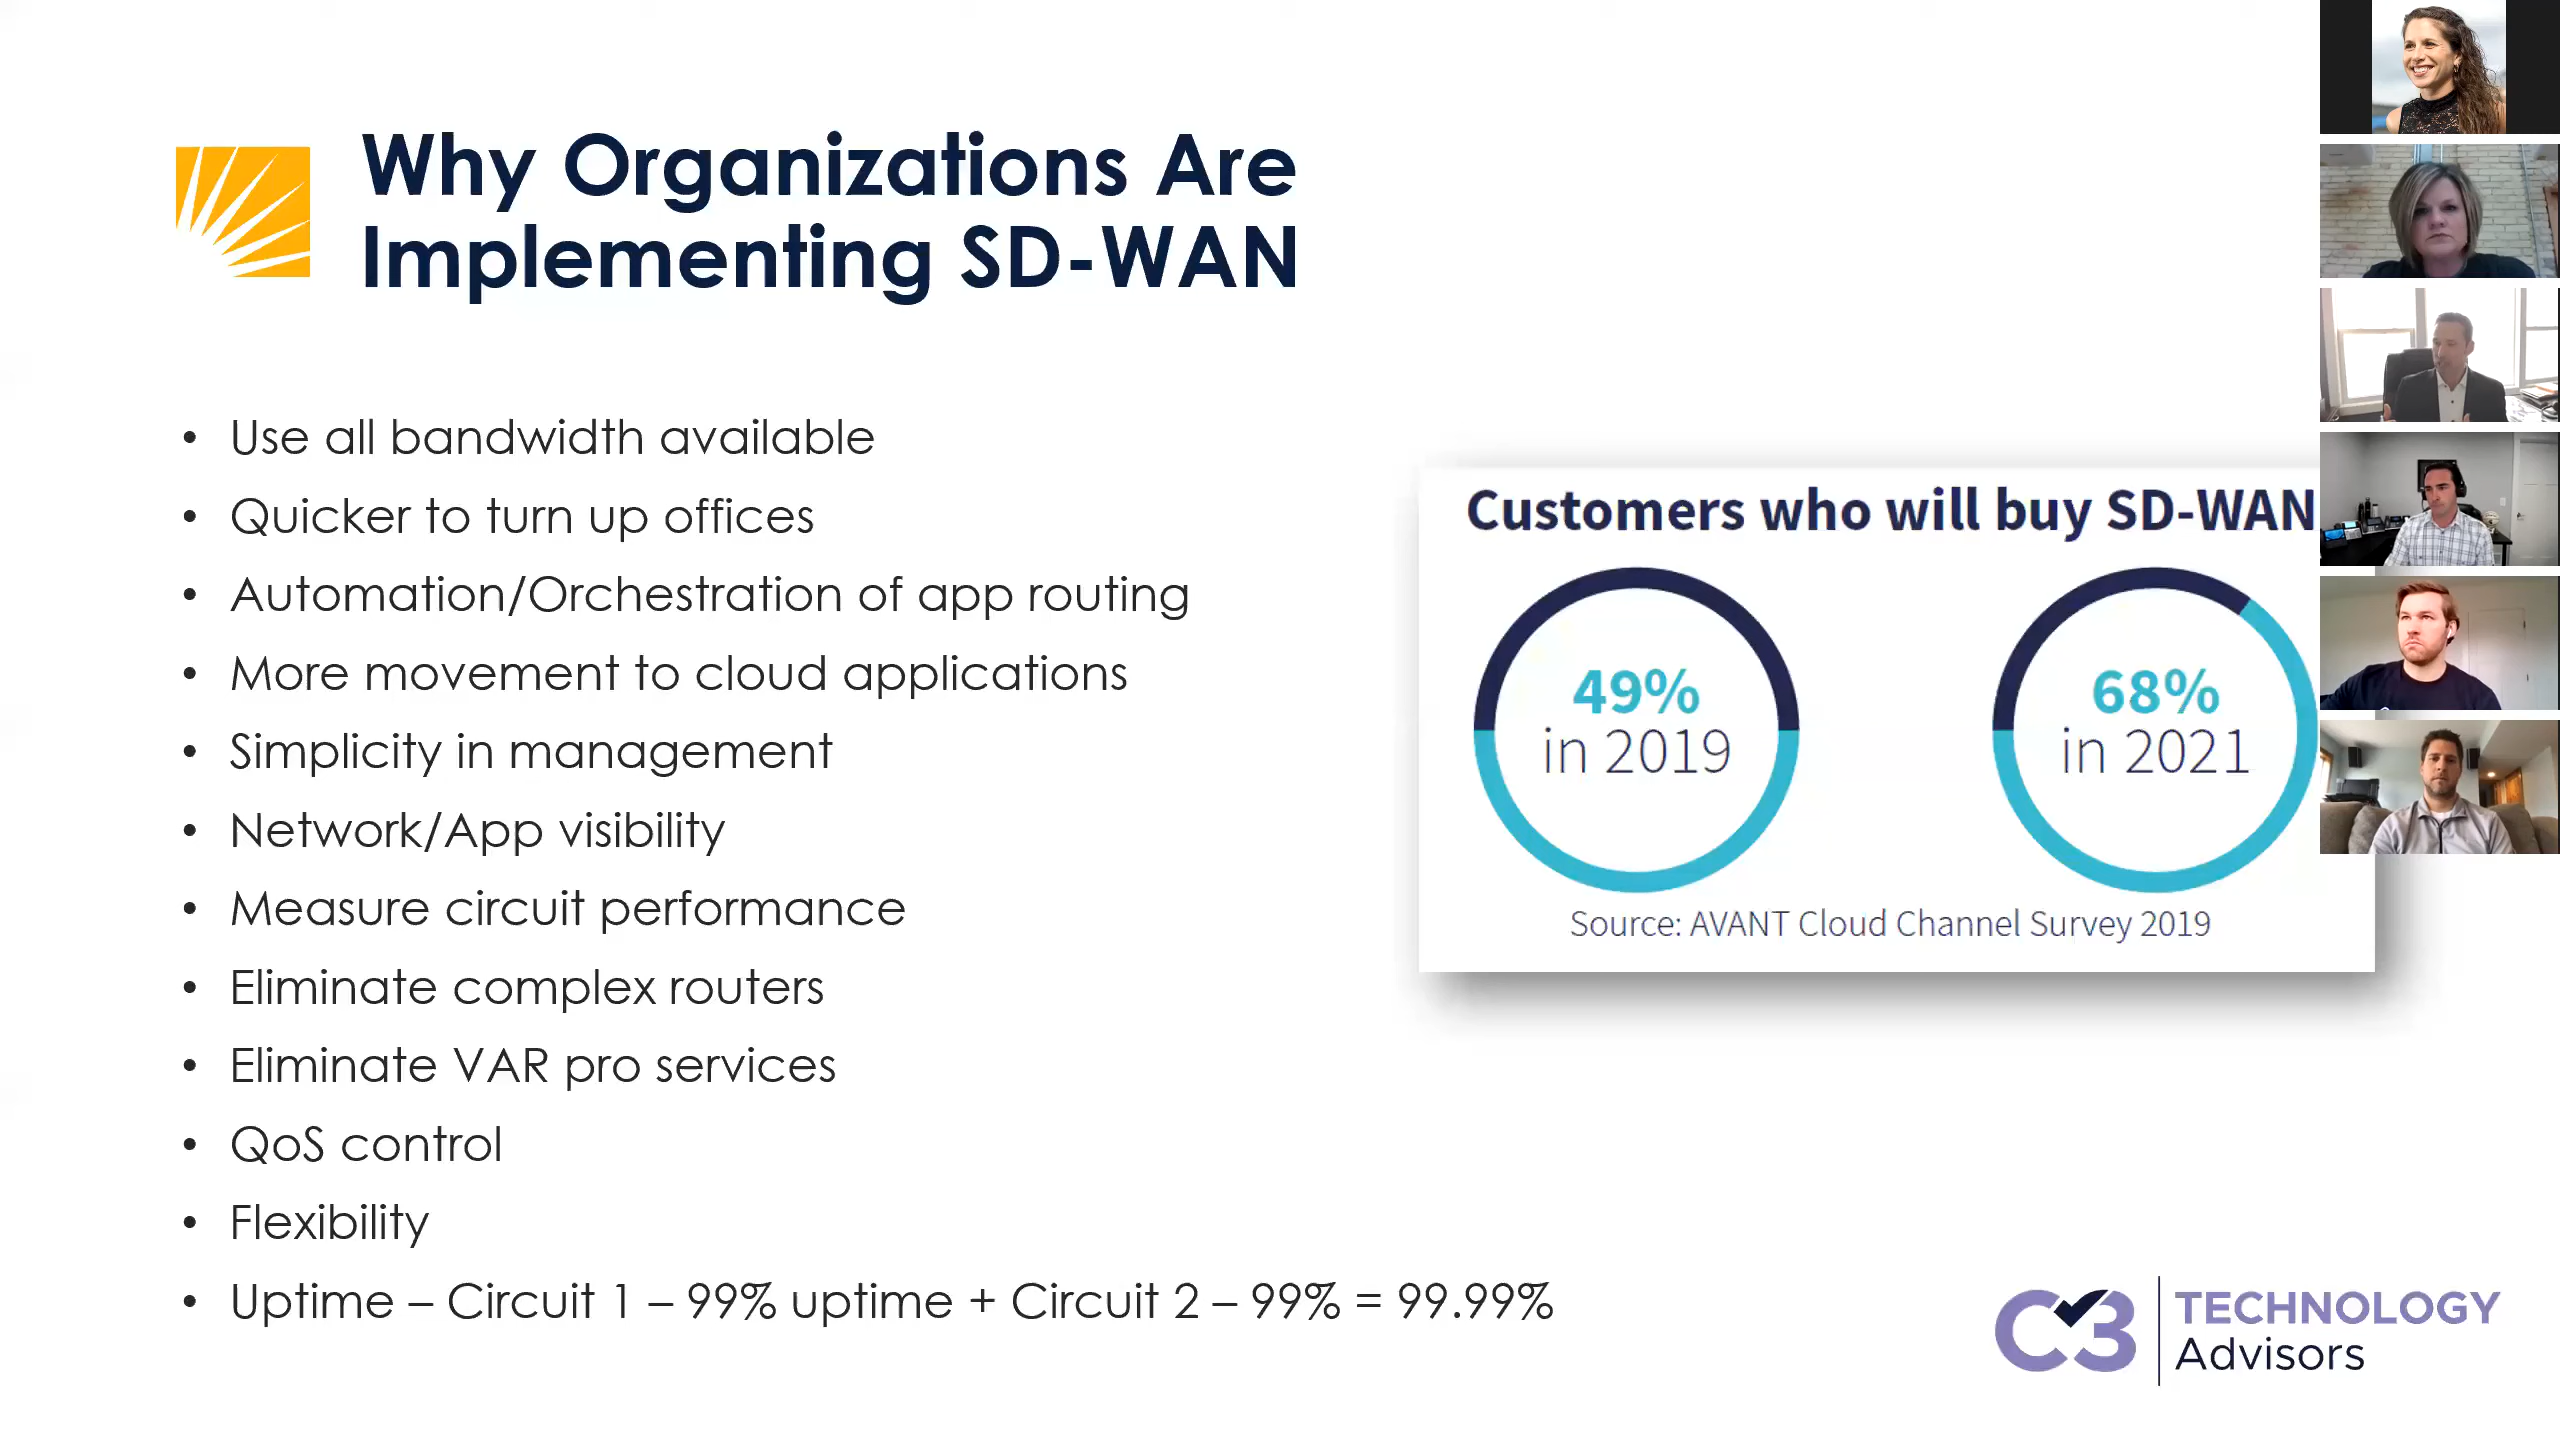 Why Organizations Are
Implementing SD-WAN
• Use all bandwidth available
• Quicker to turn up offices
• Automation/Orchestration of app routing
• More movement to cloud applications
• Simplicity in management
• Network/App visibility
• Measure circuit performance
• Eliminate complex routers
• Eliminate VAR pro services
• QoS control
• Flexibility
• Uptime – Circuit 1 – 99% uptime + Circuit 2 – 99% = 99.99%
Customers who will buy SD-WAN
49%
in 2019
68%
in 2021
Source: AVANT Cloud Channel Survey 2019
C3
TECHNOLOGY
Advisors